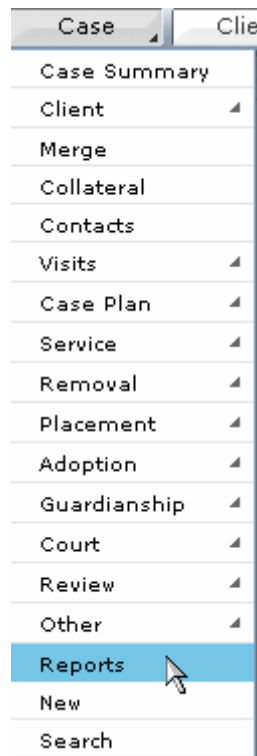 Case Clie
Case Summary
Client
Merge
Collateral
Contacts
Visits
Case Plan
Service
Removal
Placement
Adoption
Guardianship
Court
Review
Other
Reports
New
Search